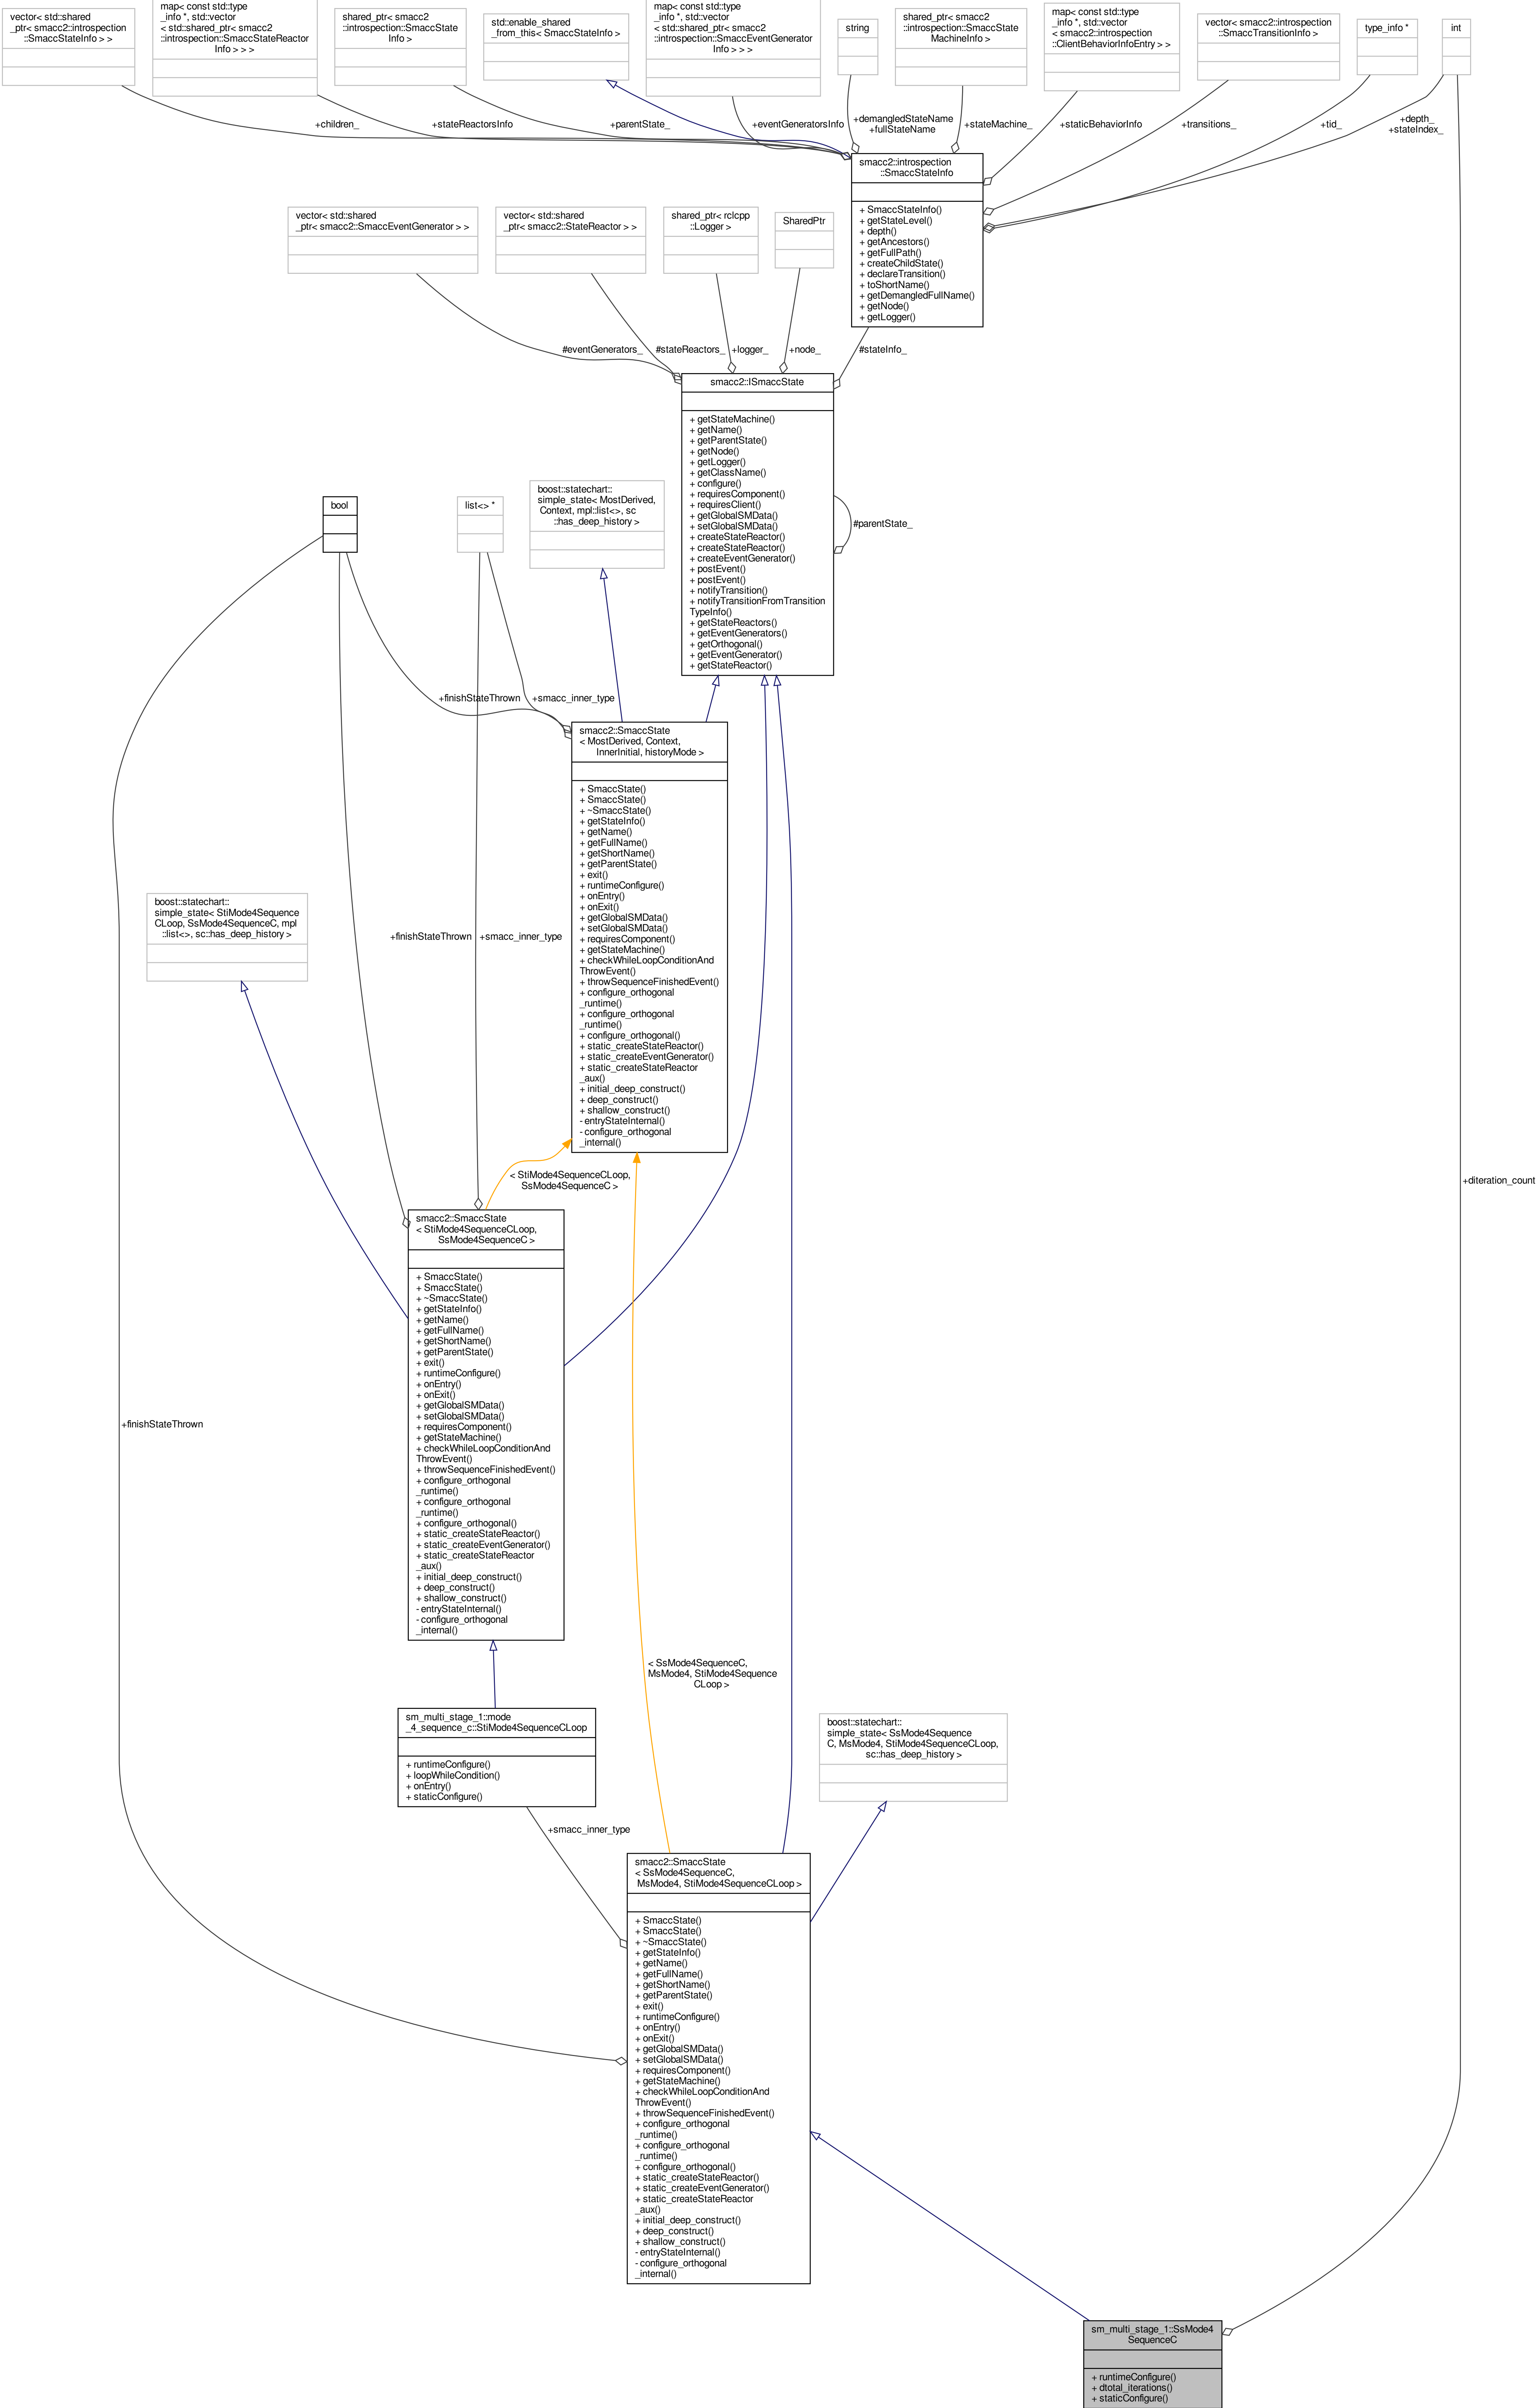 vector< std::shared
_ptr< smacc2::introspection
::SmaccStateInfo > >
map< const std::type
_info *, std::vector
< std::shared_ptr< smacc2
::introspection::SmaccStateReactor
Info > > >
shared_ptr< smacc2
::introspection::SmaccState
Info >
std::enable_shared
_from_this< SmaccStateInfo >
map< const std::type
_info *, std::vector
< std::shared_ptr< smacc2
::introspection::SmaccEventGenerator
Info > > >
string
shared_ptr< smacc2
::introspection::SmaccState
MachineInfo >
map< const std::type
_info *, std::vector
< smacc2::introspection
::ClientBehaviorInfoEntry > >
vector< smacc2::introspection
::SmaccTransitionInfo >
type_info *
int
+children_
+stateReactorsInfo
+parentState_
+eventGeneratorsInfo
+demangledStateName
+fullStateName
+stateMachine_
+staticBehaviorInfo
+transitions_
+tid_
+depth_
+stateIndex_
smacc2::introspection
::SmaccStateInfo
+ SmaccStateInfo()
+ getStateLevel()
+ depth()
+ getAncestors()
+ getFullPath()
+ createChildState()
+ declareTransition()
+ toShortName()
+ getDemangledFullName()
+ getNode()
+ getLogger()
vector< std::shared
_ptr< smacc2::SmaccEventGenerator > >
vector< std::shared
_ptr< smacc2::StateReactor > >
shared_ptr< rclcpp
::Logger >
SharedPtr
#eventGenerators_
#stateReactors_
+logger_
+node_
#stateInfo_
smacc2::ISmaccState
+ getStateMachine()
+ getName()
+ getParentState()
+ getNode()
+ getLogger()
+ getClassName()
+ configure()
+ requiresComponent()
+ requiresClient()
+ getGlobalSMData()
+ setGlobalSMData()
+ createStateReactor()
+ createStateReactor()
+ createEventGenerator()
+ postEvent()
+ postEvent()
+ notifyTransition()
+ notifyTransitionFromTransition
TypeInfo()
+ getStateReactors()
+ getEventGenerators()
+ getOrthogonal()
+ getEventGenerator()
+ getStateReactor()
#parentState_
bool
list<> *
boost::statechart::
simple_state< MostDerived,
Context, mpl::list<>, sc
::has_deep_history >
+finishStateThrown
+smacc_inner_type
smacc2::SmaccState
< MostDerived, Context,
InnerInitial, historyMode >
+ SmaccState()
+ SmaccState()
+ ~SmaccState()
+ getStateInfo()
+ getName()
+ getFullName()
+ getShortName()
+ getParentState()
+ exit()
+ runtimeConfigure()
+ onEntry()
+ onExit()
+ getGlobalSMData()
+ setGlobalSMData()
+ requiresComponent()
+ getStateMachine()
+ checkWhileLoopConditionAnd
ThrowEvent()
+ throwSequenceFinishedEvent()
+ configure_orthogonal
_runtime()
+ configure_orthogonal
_runtime()
+ configure_orthogonal()
+ static_createStateReactor()
+ static_createEventGenerator()
+ static_createStateReactor
_aux()
+ initial_deep_construct()
+ deep_construct()
+ shallow_construct()
- entryStateInternal()
- configure_orthogonal
_internal()
boost::statechart::
simple_state< StiMode4Sequence
CLoop, SsMode4SequenceC, mpl
::list<>, sc::has_deep_history >
+finishStateThrown
+smacc_inner_type
< StiMode4SequenceCLoop,
SsMode4SequenceC >
+diteration_count
smacc2::SmaccState
< StiMode4SequenceCLoop,
SsMode4SequenceC >
+ SmaccState()
+ SmaccState()
+ ~SmaccState()
+ getStateInfo()
+ getName()
+ getFullName()
+ getShortName()
+ getParentState()
+ exit()
+ runtimeConfigure()
+ onEntry()
+ onExit()
+ getGlobalSMData()
+ setGlobalSMData()
+ requiresComponent()
+ getStateMachine()
+ checkWhileLoopConditionAnd
ThrowEvent()
+ throwSequenceFinishedEvent()
+ configure_orthogonal
_runtime()
+ configure_orthogonal
_runtime()
+ configure_orthogonal()
+ static_createStateReactor()
+ static_createEventGenerator()
+ static_createStateReactor
_aux()
+ initial_deep_construct()
+ deep_construct()
+ shallow_construct()
- entryStateInternal()
- configure_orthogonal
_internal()
+finishStateThrown
< SsMode4SequenceC,
MsMode4, StiMode4Sequence
CLoop >
sm_multi_stage_1::mode
_4_sequence_c::StiMode4SequenceCLoop
+ runtimeConfigure()
+ loopWhileCondition()
+ onEntry()
+ staticConfigure()
boost::statechart::
simple_state< SsMode4Sequence
C, MsMode4, StiMode4SequenceCLoop,
sc::has_deep_history >
+smacc_inner_type
smacc2::SmaccState
< SsMode4SequenceC,
MsMode4, StiMode4SequenceCLoop >
+ SmaccState()
+ SmaccState()
+ ~SmaccState()
+ getStateInfo()
+ getName()
+ getFullName()
+ getShortName()
+ getParentState()
+ exit()
+ runtimeConfigure()
+ onEntry()
+ onExit()
+ getGlobalSMData()
+ setGlobalSMData()
+ requiresComponent()
+ getStateMachine()
+ checkWhileLoopConditionAnd
ThrowEvent()
+ throwSequenceFinishedEvent()
+ configure_orthogonal
_runtime()
+ configure_orthogonal
_runtime()
+ configure_orthogonal()
+ static_createStateReactor()
+ static_createEventGenerator()
+ static_createStateReactor
_aux()
+ initial_deep_construct()
+ deep_construct()
+ shallow_construct()
- entryStateInternal()
- configure_orthogonal
_internal()
sm_multi_stage_1::SsMode4
SequenceC
+ runtimeConfigure()
+ dtotal_iterations()
+ staticConfigure()